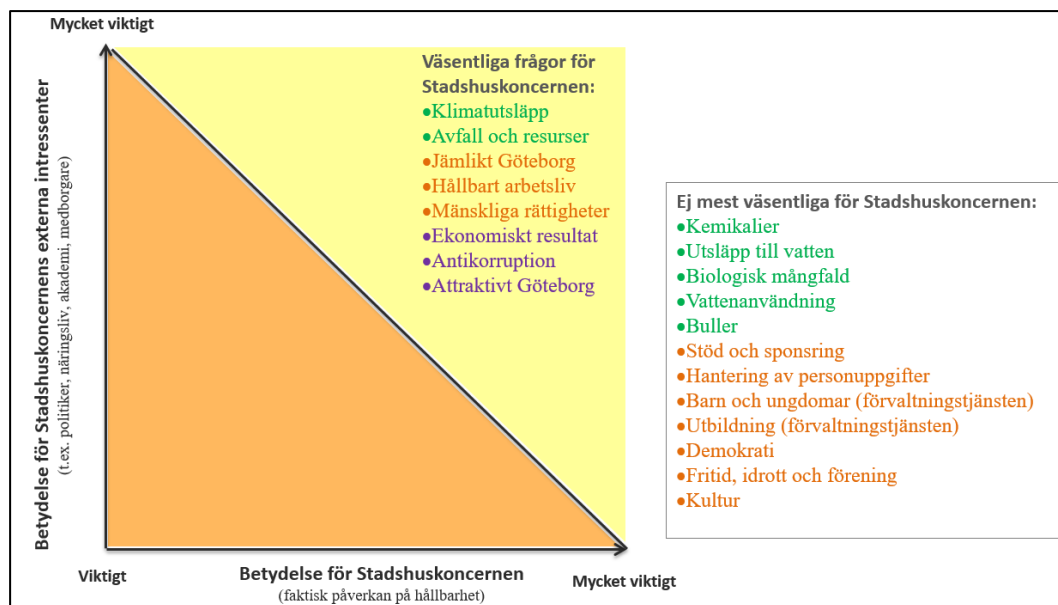 Mycket viktigt
Betydelse för Stadshuskoncernens externa intressenter
(t.ex. politiker, näringsliv, akademi, medborgare)
Väsentliga frågor för
Stadshuskoncernen:
•Klimatutsläpp
•Avfall och resurser
•Jämlikt Göteborg
•Hållbart arbetsliv
•Mänskliga rättigheter
•Ekonomiskt resultat
•Antikorruption
•Attraktivt Göteborg
Ej mest väsentliga för Stadshuskoncernen:
•Kemikalier
•Utsläpp till vatten
•Biologisk mångfald
•Vattenanvändning
•Buller
•Stöd och sponsring
•Hantering av personuppgifter
•Barn och ungdomar (förvaltningstjänsten)
•Utbildning (förvaltningstjänsten)
•Demokrati
•Fritid, idrott och förening
•Kultur
Viktigt
Betydelse för Stadshuskoncernen
(faktisk påverkan på hållbarhet)
Mycket viktigt